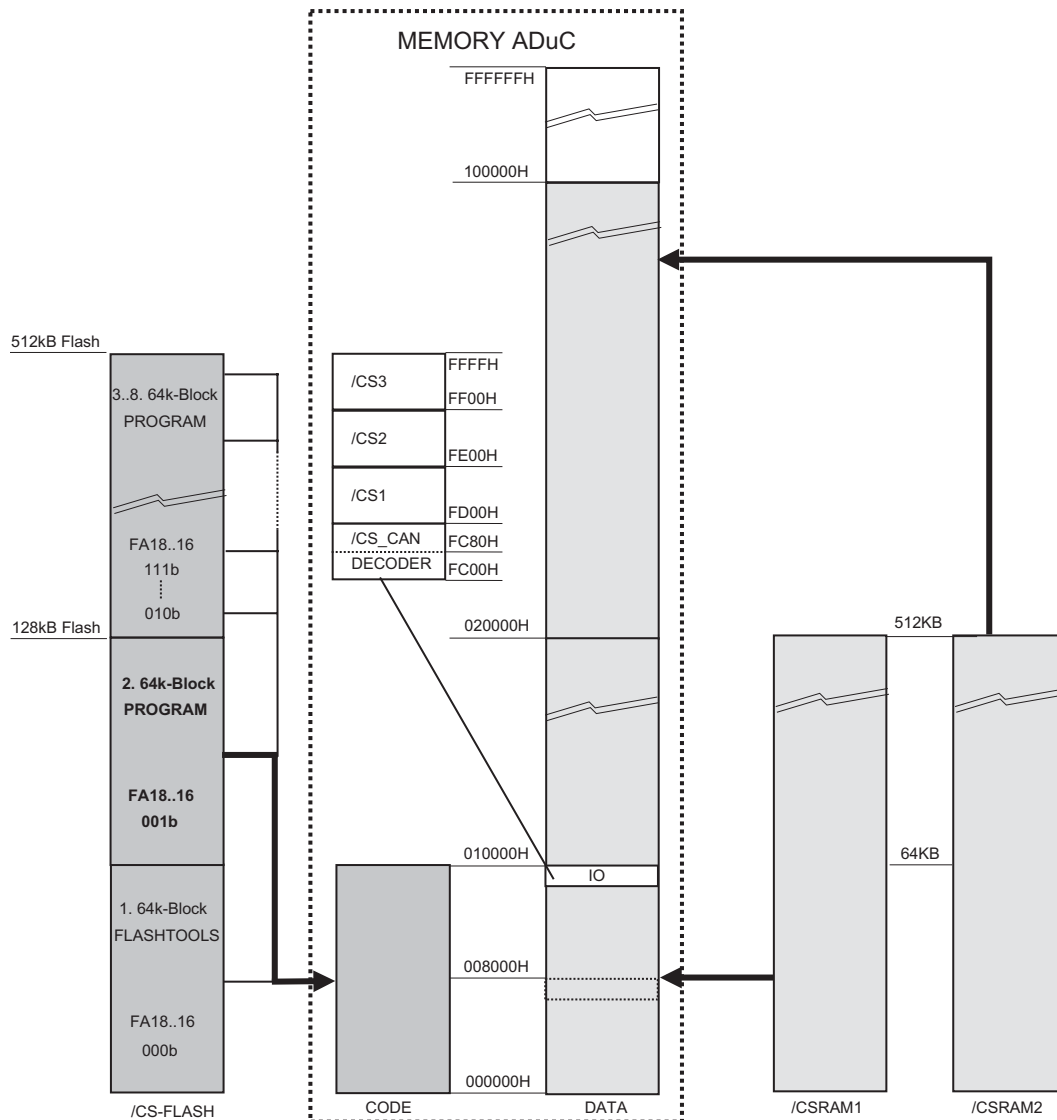 MEMORY ADuC
FFFFFFH
100000H
512kB Flash
3..8. 64k-Block
PROGRAM
FA18..16
111b
010b
128kB Flash
2. 64k-Block
PROGRAM
FA18..16
001b
1. 64k-Block
FLASHTOOLS
FA18..16
000b
/CS-FLASH
/CS3
FFFFH
FF00H
/CS2
FE00H
/CS1
FD00H
/CS_CAN
FC80H
DECODER
FC00H
020000H
010000H
IO
008000H
000000H
CODE
DATA
512KB
64KB
/CSRAM1
/CSRAM2